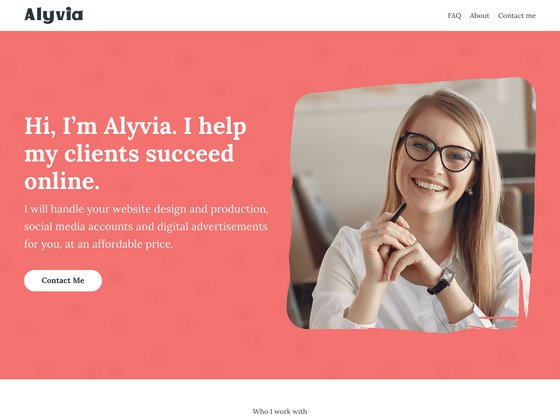 Alyvia
FAQ About Contact me
Hi, I’m Alyvia. I help
my clients succeed
online.
I will handle your website design and production,
social media accounts and digital advertisements
for you, at an affordable price.
Contact Me
Who I work with